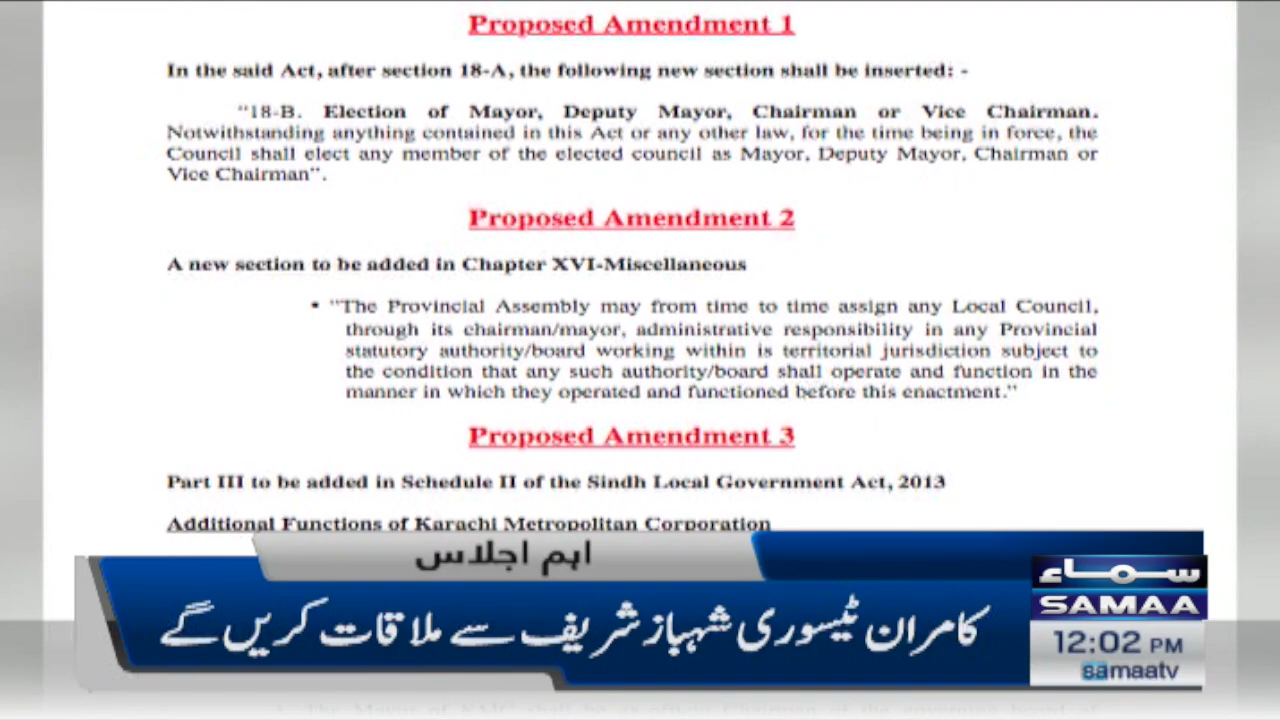 Proposed Amendment 1
In the said Act, after section 18-A, the following new section shall be inserted: -
"18-B. Election of Mayor, Deputy Mayor, Chairman or Vice Chairman.
Notwithstanding anything contained in this Act or any other law, for the time being in force, the
Council shall elect any member of the elected council as Mayor, Deputy Mayor, Chairman or
Vice Chairman".
Proposed Amendment 2
A new section to be added in Chapter XVI-Miscellaneous
• "The Provincial Assembly may from time to time assign any Local Council,
through its chairman/mayor, administrative responsibility in any Provincial
statutory authority/board working within is territorial jurisdiction subject to
the condition that any such authority/board shall operate and function in the
manner in which they operated and functioned before this enactment."
Proposed Amendment 3
Part III to be added in Schedule II of the Sindh Local Government Act, 2013
Additional Functions of Karachi Metropolitan Corporation
اہم اجلاس
کامران ٹیسوری شہباز شریف سے ملاقات کریں گے
سماء
SAMAA
12:02 PM
samaatv